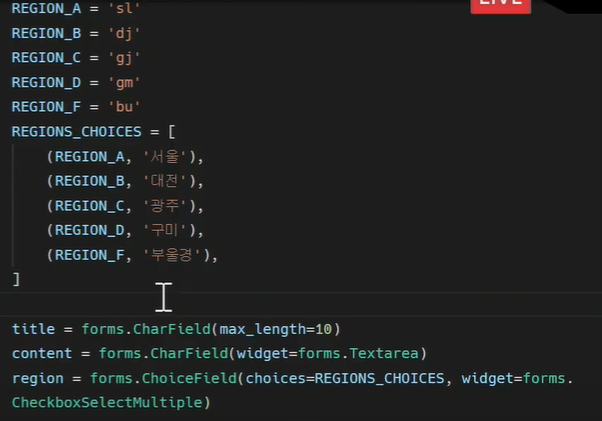 LIVE
REGION_A = 'sl'
REGION_B = 'dj'
REGION_C = 'gj'
REGION_D = 'gm'
REGION_F = 'bu'
REGIONS_CHOICES = [
(REGION_A, '서울'),
(REGION_B, '대전'),
(REGION_C, '광주'),
(REGION_D, '구미'),
(REGION_F, '부울경'),
]
title = forms.CharField(max_length=10)
content = forms.CharField(widget=forms.Textarea)
region = forms.ChoiceField(choices=REGIONS_CHOICES, widget=forms.
CheckboxSelectMultiple)